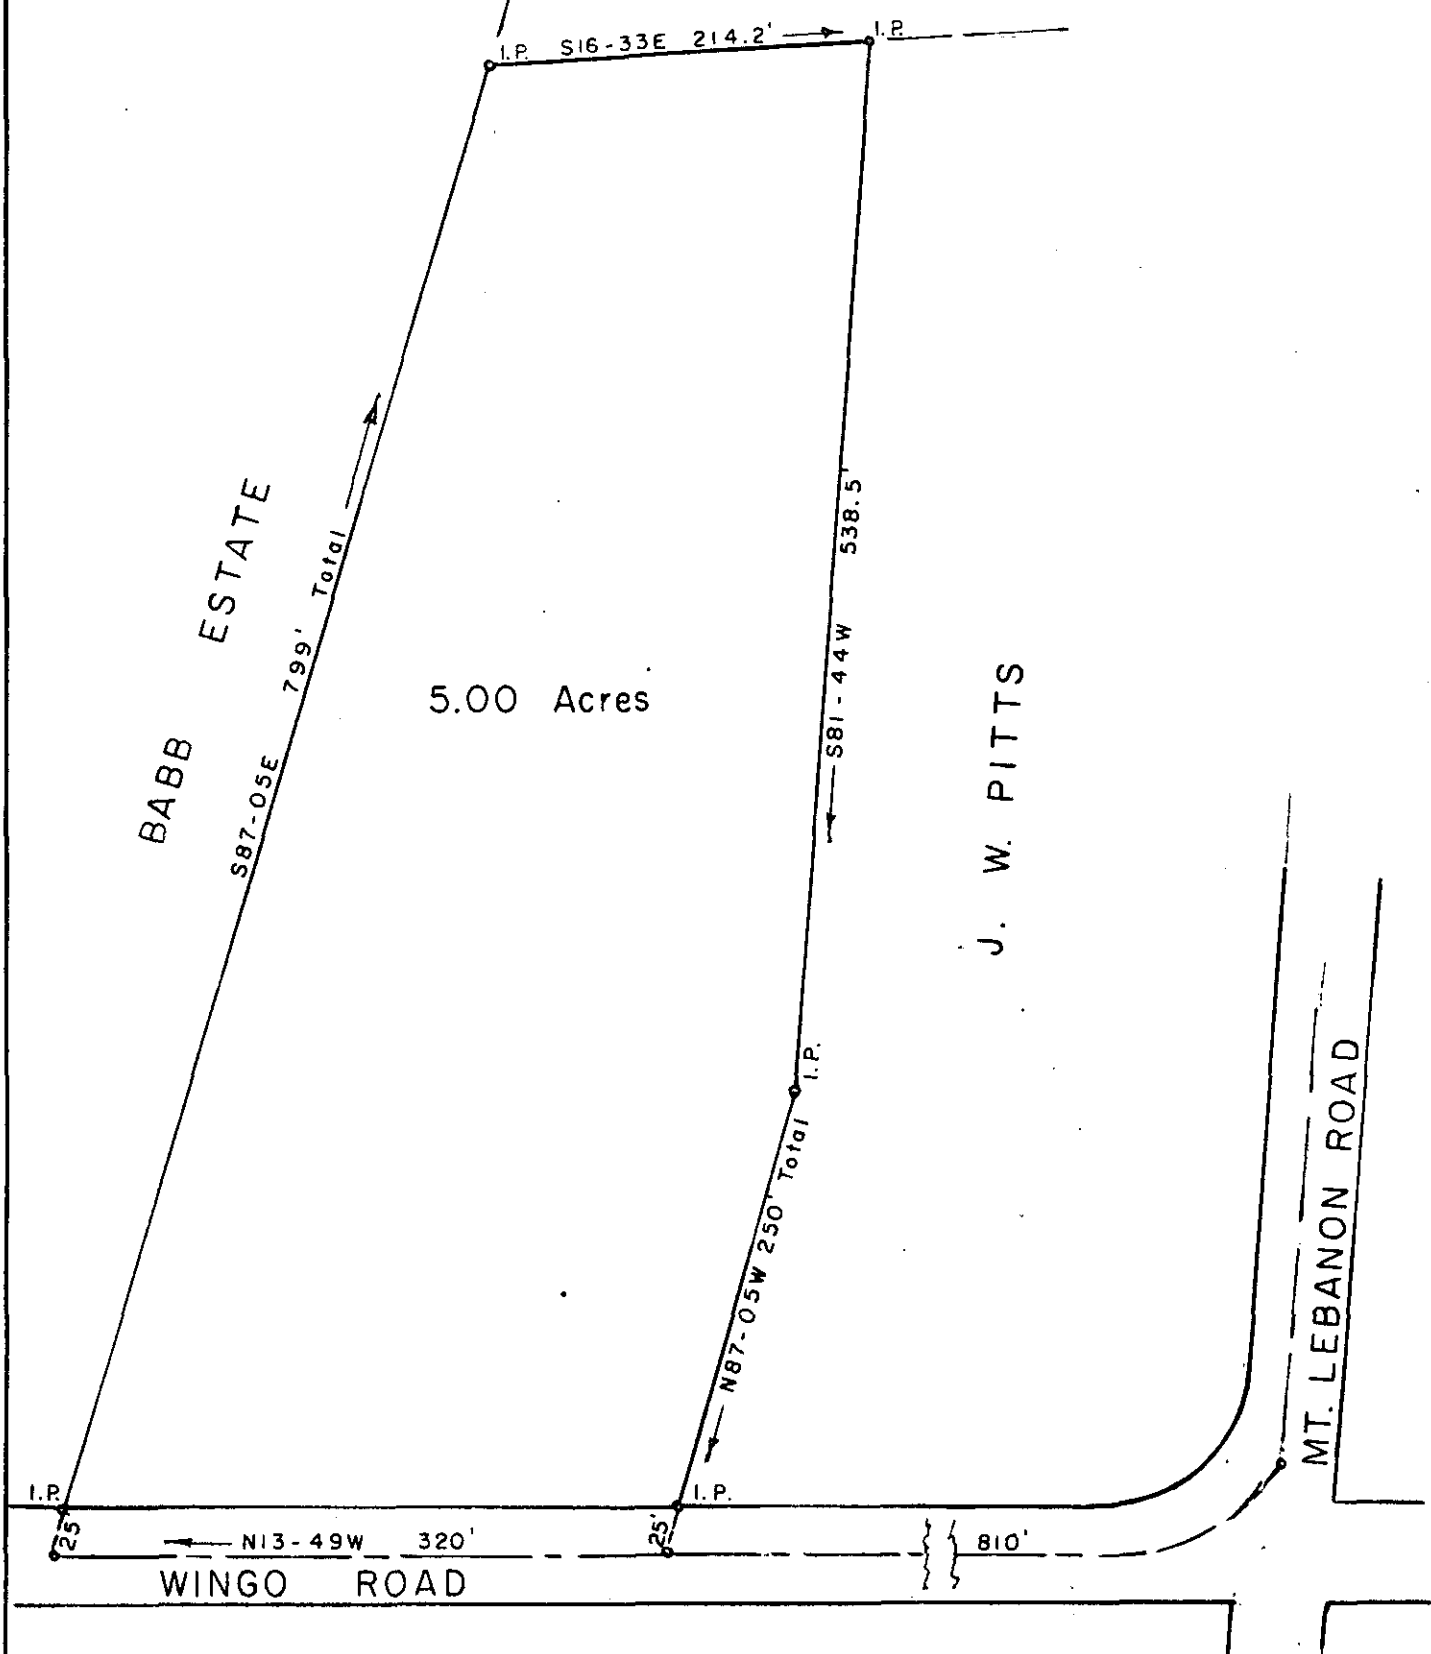 I.P. S16-33E 214.2' I.P.
BABB ESTATE
S87-05E 799' Total
5.00 Acres
S81-44W 538.5'
J. W. PITTS
I.P.
N87-05W 250' Total
MT. LEBANON ROAD
I.P.
I.P.
25'
25'
N13-49W 320'
810'
WINGO ROAD